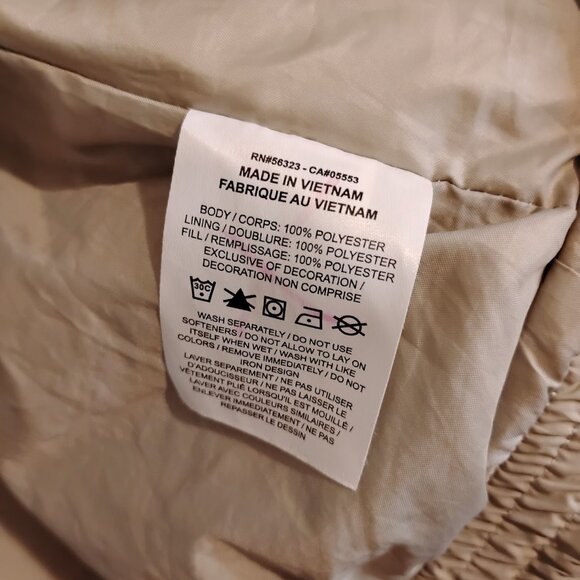 RN#56323 - CA#05553
MADE IN VIETNAM
FABRIQUE AU VIETNAM
BODY / CORPS: 100% POLYESTER
LINING / DOUBLURE: 100% POLYESTER
FILL / REMPLISSAGE: 100% POLYESTER
EXCLUSIVE OF DECORATION /
DECORATION NON COMPRISE
30C
WASH SEPARATELY / DO NOT USE
SOFTENERS / DO NOT ALLOW TO LAY ON
ITSELF WHEN WET / WASH WITH LIKE
COLORS / REMOVE IMMEDIATELY / DO NOT
IRON DESIGN
LAVER SEPAREMENT / NE PAS UTILISER
D'ADOUCISSEUR / NE PAS LAISSER LE
VÊTEMENT PLIÉ LORSQU'IL EST MOUILLÉ /
LAVER AVEC COULEURS SIMILAIRES /
ENLEVER IMMEDIATEMENT / NE PAS
REPASSER LE DESSIN